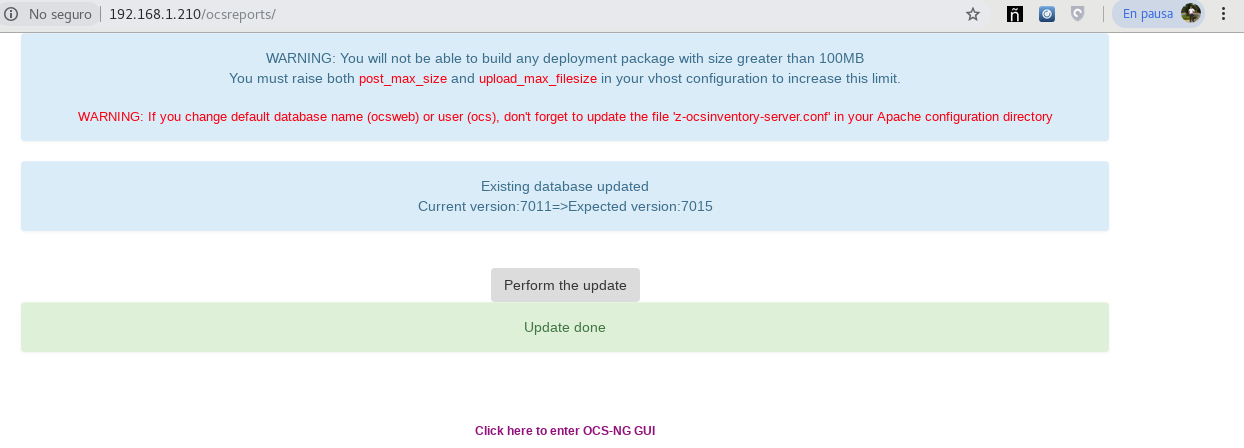 No seguro 192.168.1.210/ocsreports/ ñ En pausa
WARNING: You will not be able to build any deployment package with size greater than 100MB
You must raise both post_max_size and upload_max_filesize in your vhost configuration to increase this limit.
WARNING: If you change default database name (ocsweb) or user (ocs), don't forget to update the file 'z-ocsinventory-server.conf' in your Apache configuration directory
Existing database updated
Current version:7011=>Expected version:7015
Perform the update
Update done
Click here to enter OCS-NG GUI